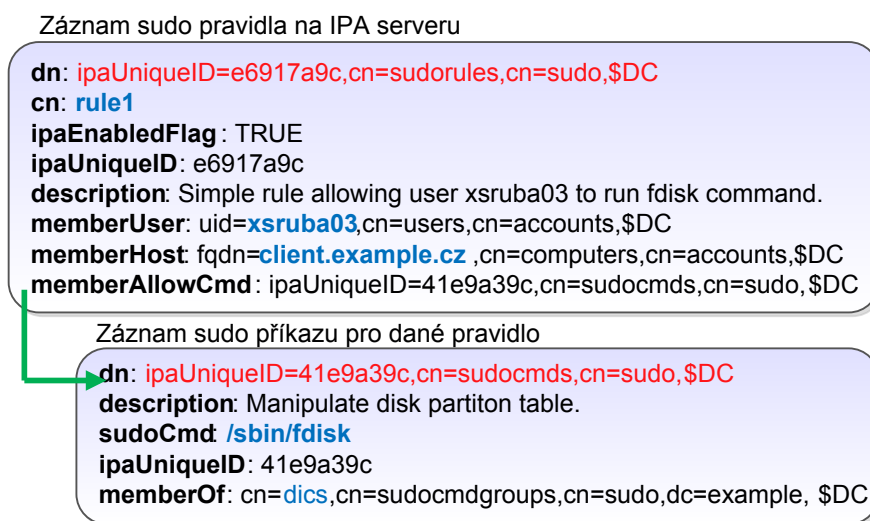 Záznam sudo pravidla na IPA serveru
dn: ipaUniqueID=e6917a9c,cn=sudorules,cn=sudo,$DC
cn: rule1
ipaEnabledFlag : TRUE
ipaUniqueID: e6917a9c
description: Simple rule allowing user xsruba03 to run fdisk command.
memberUser: uid=xsruba03,cn=users,cn=accounts,$DC
memberHost: fqdn=client.example.cz ,cn=computers,cn=accounts,$DC
memberAllowCmd : ipaUniqueID=41e9a39c,cn=sudocmds,cn=sudo, $DC
Záznam sudo příkazu pro dané pravidlo
dn: ipaUniqueID=41e9a39c,cn=sudocmds,cn=sudo,$DC
description: Manipulate disk partiton table.
sudoCmd: /sbin/fdisk
ipaUniqueID: 41e9a39c
memberOf: cn=dics,cn=sudocmdgroups,cn=sudo,dc=example, $DC